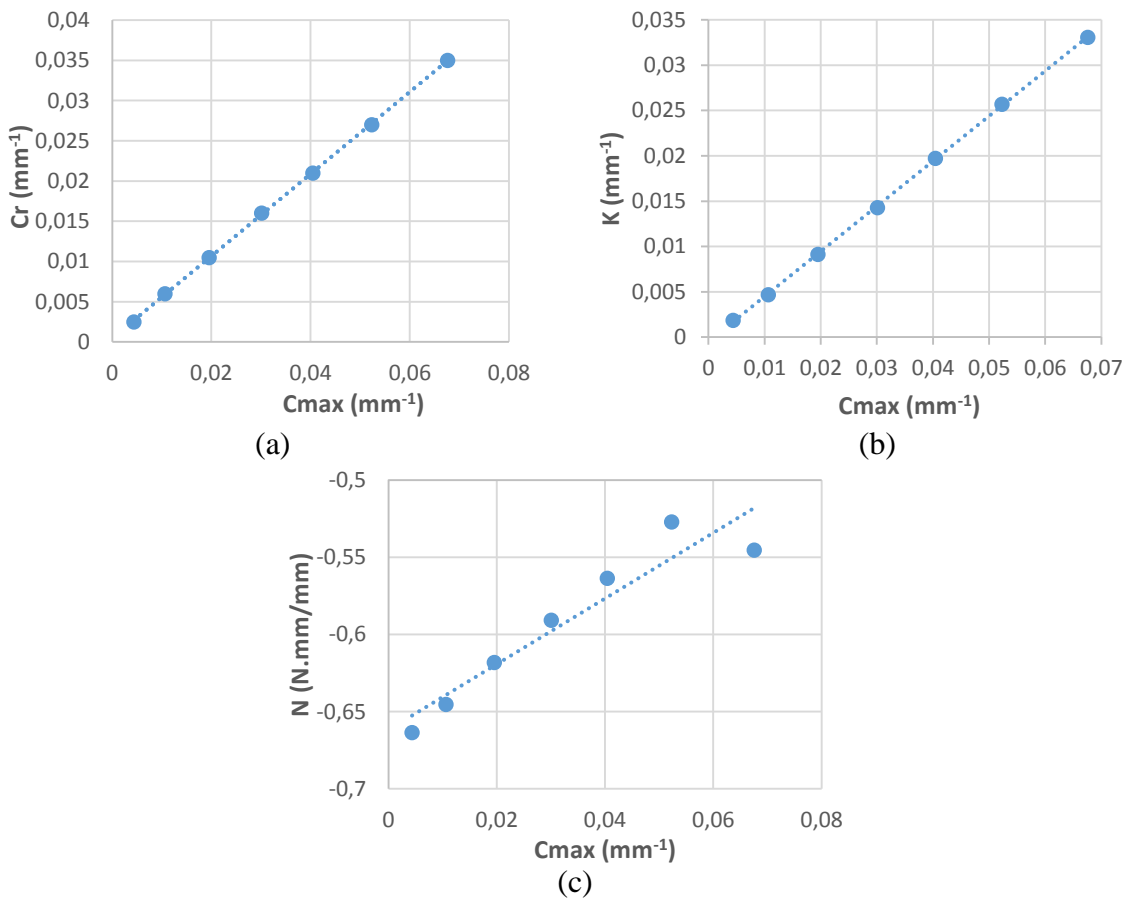 0,04
0,035
0,03
0,025
0,02
0,015
0,01
0,005
0
Cr (mm-1)
0 0,02 0,04 0,06 0,08
Cmax (mm-1)
(a)
0,035
0,03
0,025
0,02
0,015
0,01
0,005
0
K (mm-1)
0 0,01 0,02 0,03 0,04 0,05 0,06 0,07
Cmax (mm-1)
(b)
-0,5
-0,55
-0,6
-0,65
-0,7
N (N.mm/mm)
0 0,02 0,04 0,06 0,08
Cmax (mm-1)
(c)